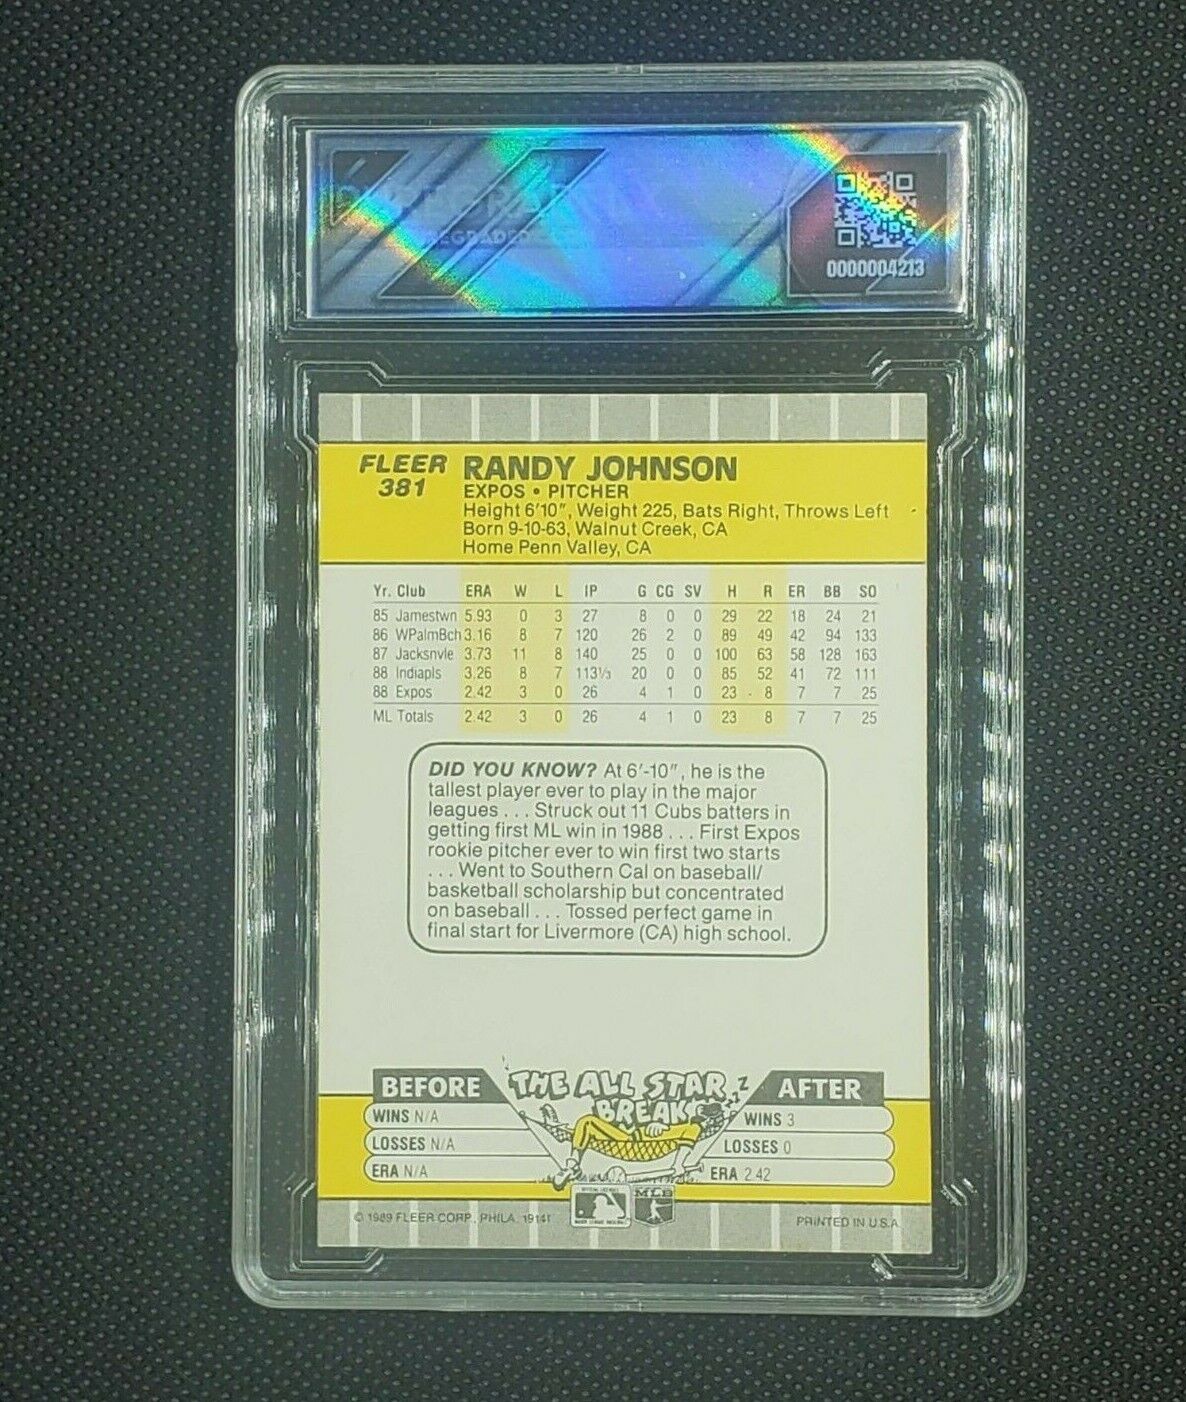 0000004213
FLEER
381
RANDY JOHNSON
EXPOS • PITCHER
Height 6'10", Weight 225, Bats Right, Throws Left
Born 9-10-63, Walnut Creek, CA
Home Penn Valley, CA
Yr. Club ERA W L IP G CG SV H R ER BB SO
85 Jamestwn 5.93 0 3 27 8 0 0 29 22 18 24 21
86 WPalmBch 3.16 8 7 120 26 2 0 89 49 42 94 133
87 Jacksnvle 3.73 11 8 140 25 0 0 100 63 58 128 163
88 Indiapls 3.26 8 7 113⅓ 20 0 0 85 52 41 72 111
88 Expos 2.42 3 0 26 4 1 0 23 8 7 7 25
ML Totals 2.42 3 0 26 4 1 0 23 8 7 7 25
DID YOU KNOW? At 6'-10", he is the
tallest player ever to play in the major
leagues . . . Struck out 11 Cubs batters in
getting first ML win in 1988 . . . First Expos
rookie pitcher ever to win first two starts
. . . Went to Southern Cal on baseball/
basketball scholarship but concentrated
on baseball . . . Tossed perfect game in
final start for Livermore (CA) high school.
BEFORE THE ALL STAR BREAK AFTER
WINS N/A WINS 3
LOSSES N/A LOSSES 0
ERA N/A ERA 2.42
MLB
© 1989 FLEER CORP., PHILA. 19141 PRINTED IN U.S.A.